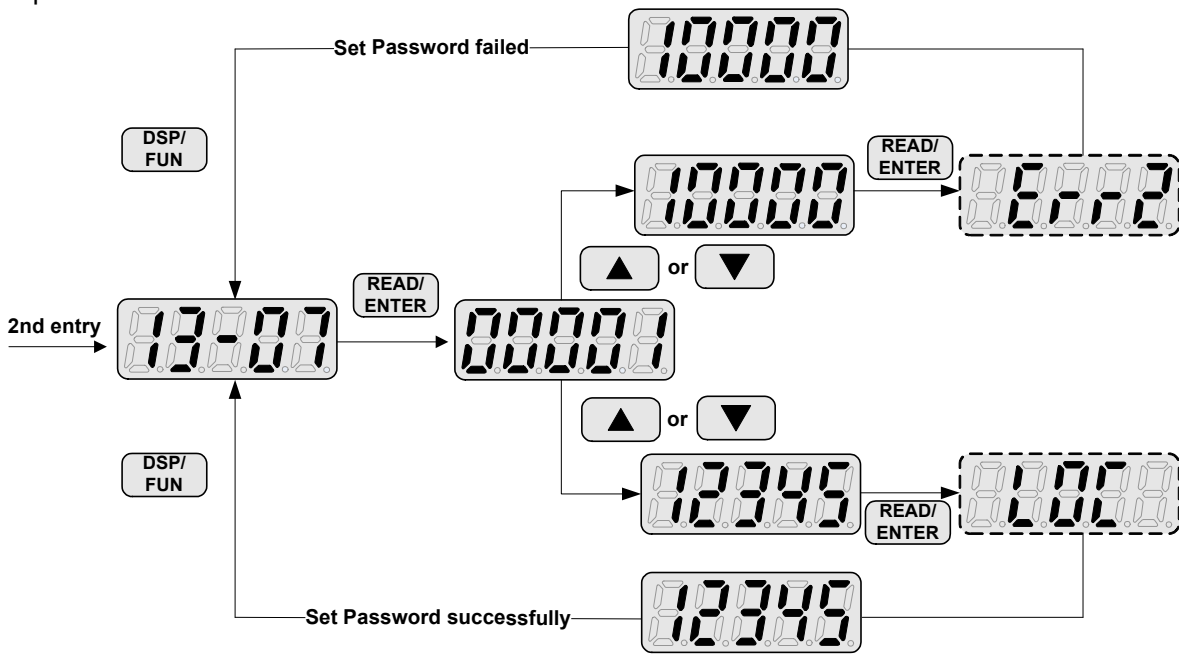 10000
Set Password failed
DSP/
FUN
READ/
ENTER
10000
Err2
▲ or ▼
READ/
ENTER
2nd entry
13-07
00001
▲ or ▼
DSP/
FUN
12345
LOC
READ/
ENTER
12345
Set Password successfully